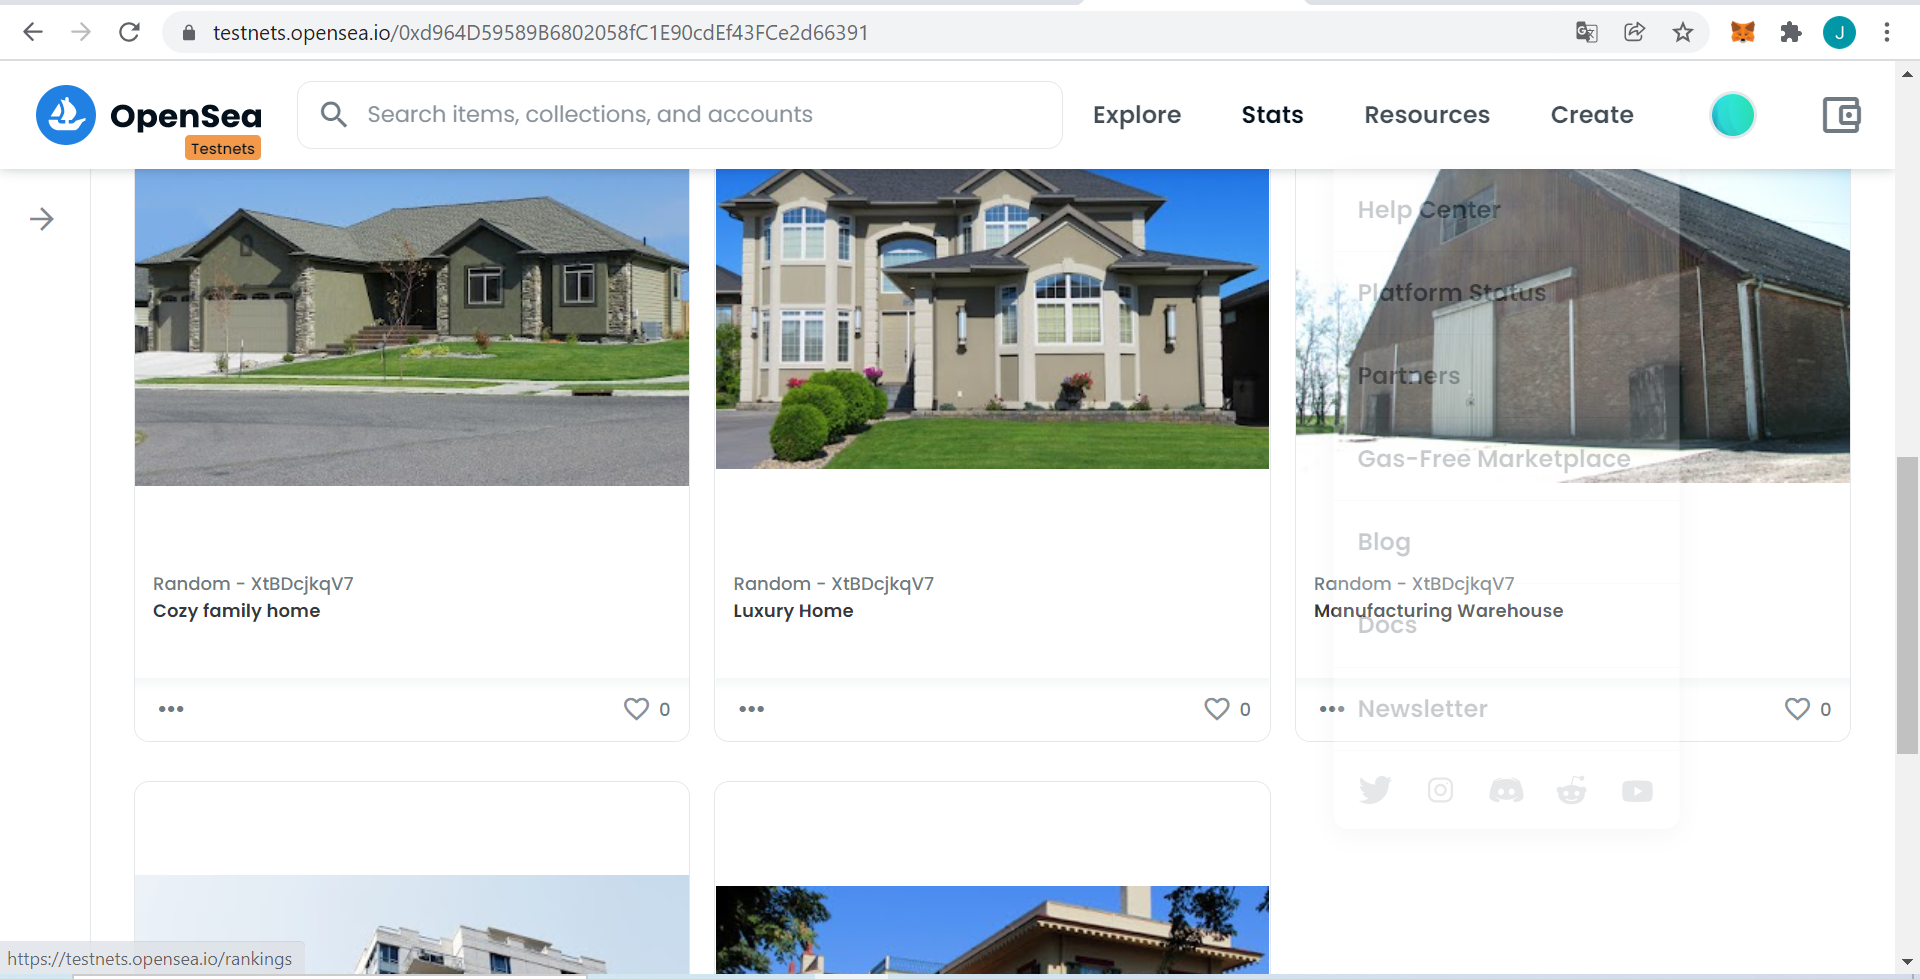 testnets.opensea.io/0xd964D59589B6802058fC1E90cdEf43FCe2d66391
J
OpenSea
Testnets
Search items, collections, and accounts
Explore
Stats
Resources
Create
Help Center
Platform Status
Partners
Gas-Free Marketplace
Blog
Docs
Newsletter
Random - XtBDcjkqV7
Cozy family home
0
Random - XtBDcjkqV7
Luxury Home
0
Random - XtBDcjkqV7
Manufacturing Warehouse
0
https://testnets.opensea.io/rankings